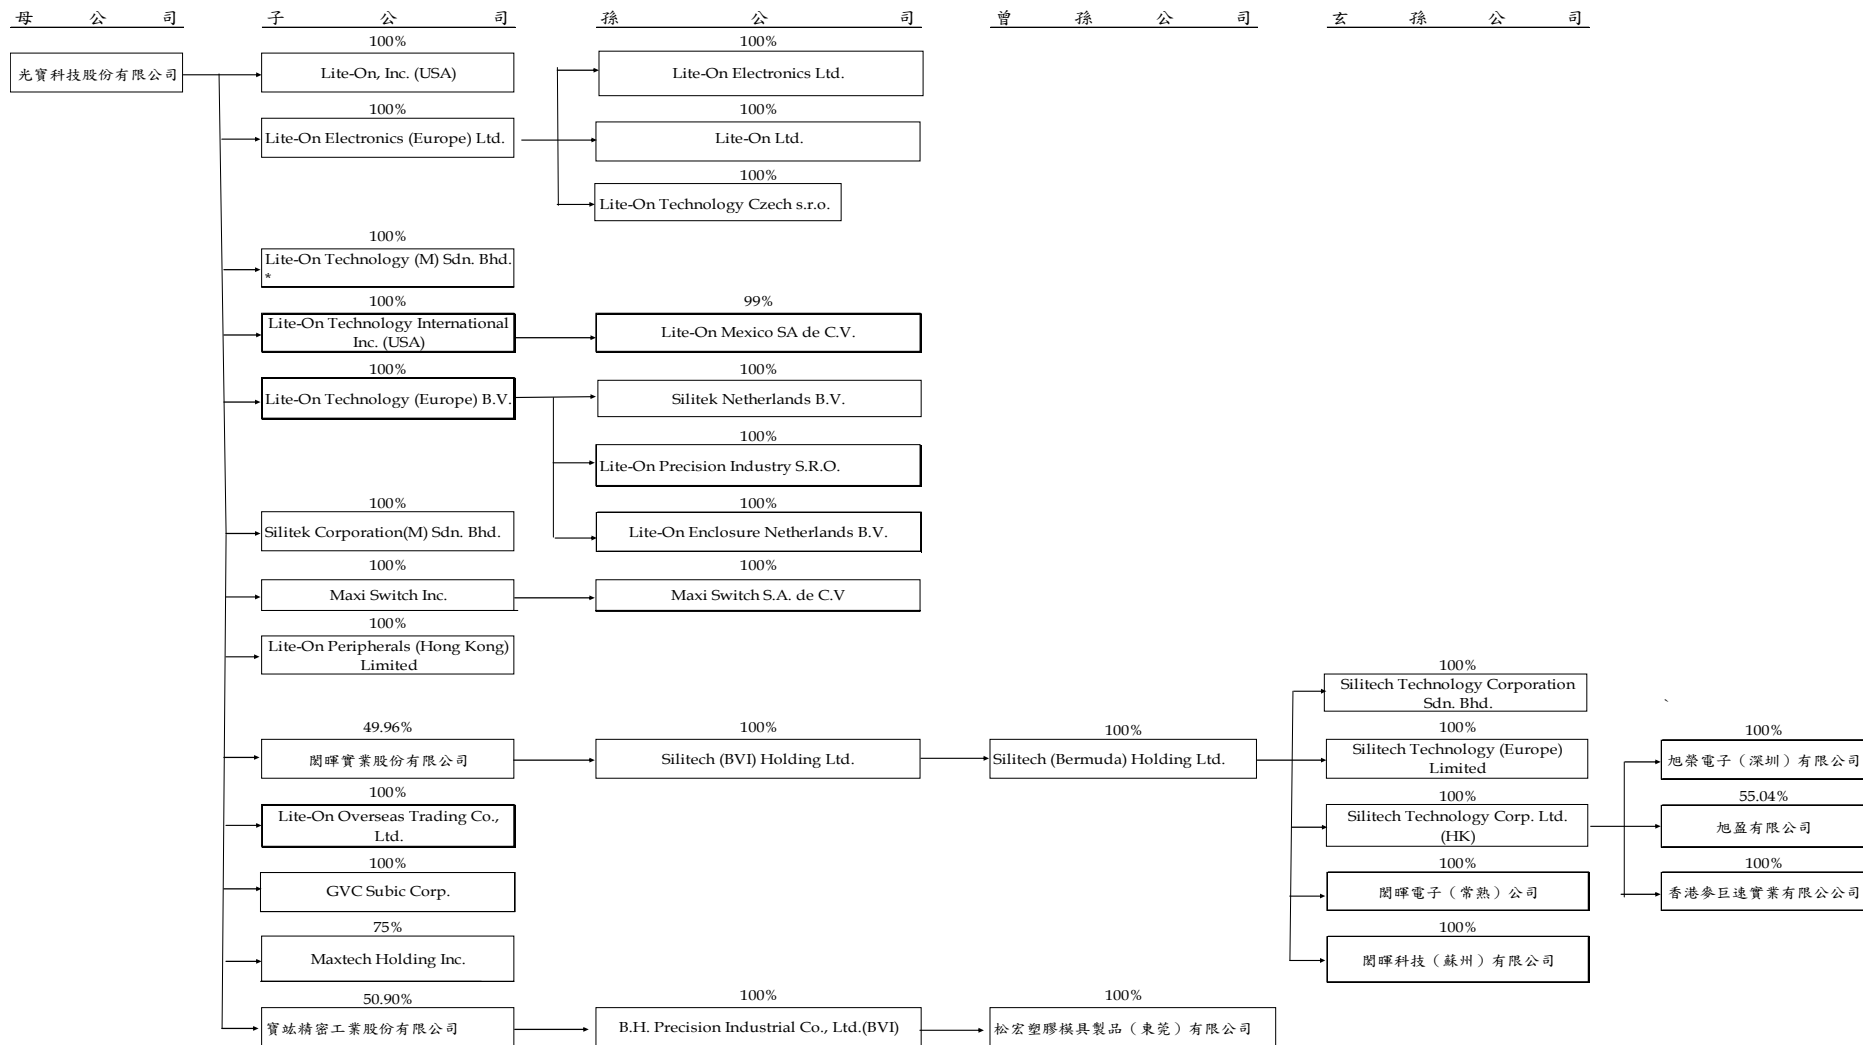 母公司 子公司 孫公司 曾孫公司 玄孫公司
100% 100%
光寶科技股份有限公司 Lite-On, Inc. (USA) Lite-On Electronics Ltd.
100% 100%
Lite-On Electronics (Europe) Ltd. Lite-On Ltd.
100%
Lite-On Technology Czech s.r.o.
100%
Lite-On Technology (M) Sdn. Bhd.
*
100% 99%
Lite-On Technology International
Inc. (USA)
Lite-On Mexico SA de C.V.
100% 100%
Lite-On Technology (Europe) B.V. Silitek Netherlands B.V.
100%
Lite-On Precision Industry S.R.O.
100% 100%
Silitek Corporation(M) Sdn. Bhd. Lite-On Enclosure Netherlands B.V.
100% 100%
Maxi Switch Inc. Maxi Switch S.A. de C.V
100%
Lite-On Peripherals (Hong Kong)
Limited
100%
Silitech Technology Corporation
Sdn. Bhd.
`
49.96% 100% 100% 100% 100%
閎暉實業股份有限公司 Silitech (BVI) Holding Ltd. Silitech (Bermuda) Holding Ltd.
Silitech Technology (Europe)
Limited
旭榮電子（深圳）有限公司
100% 100% 55.04%
Lite-On Overseas Trading Co.,
Ltd.
Silitech Technology Corp. Ltd.
(HK)
旭盈有限公司
100% 100% 100%
GVC Subic Corp. 閎暉電子（常熟）公司 香港麥巨速實業有限公公司
75% 100%
Maxtech Holding Inc. 閎暉科技（蘇州）有限公司
50.90% 100% 100%
寶竑精密工業股份有限公司 B.H. Precision Industrial Co., Ltd.(BVI) 松宏塑膠模具製品（東莞）有限公司